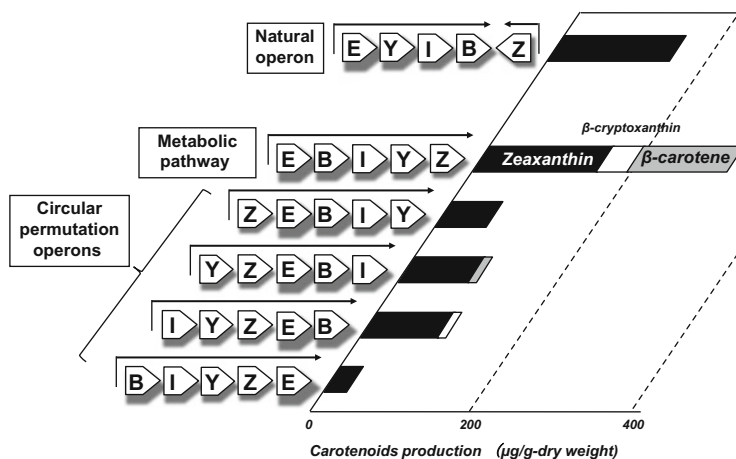 Natural
operon
E Y I B Z
β-cryptoxanthin
Metabolic
pathway
E B I Y Z
Zeaxanthin
β-carotene
Z E B I Y
Circular
permutation
operons
Y Z E B I
I Y Z E B
B I Y Z E
0 200 400
Carotenoids production (μg/g-dry weight)